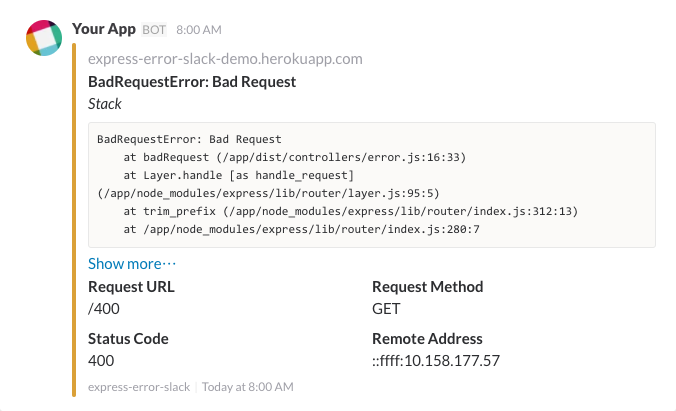 Your App BOT 8:00 AM
express-error-slack-demo.herokuapp.com
BadRequestError: Bad Request
Stack
BadRequestError: Bad Request
    at badRequest (/app/dist/controllers/error.js:16:33)
    at Layer.handle [as handle_request]
(/app/node_modules/express/lib/router/layer.js:95:5)
    at trim_prefix (/app/node_modules/express/lib/router/index.js:312:13)
    at /app/node_modules/express/lib/router/index.js:280:7
Show more···
Request URL Request Method
/400 GET
Status Code Remote Address
400 ::ffff:10.158.177.57
express-error-slack | Today at 8:00 AM